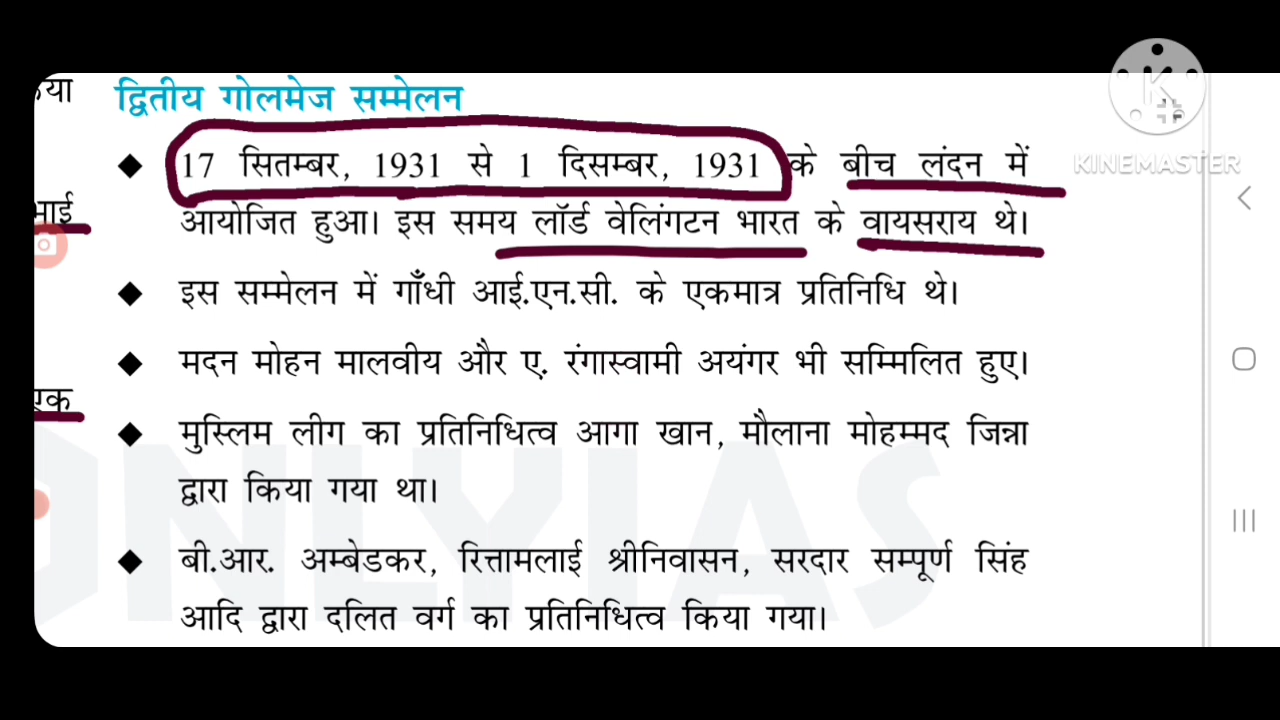 द्वितीय गोलमेज सम्मेलन
◆ 17 सितम्बर, 1931 से 1 दिसम्बर, 1931 के बीच लंदन में
आयोजित हुआ। इस समय लॉर्ड वेलिंगटन भारत के वायसराय थे।
◆ इस सम्मेलन में गाँधी आई.एन.सी. के एकमात्र प्रतिनिधि थे।
◆ मदन मोहन मालवीय और ए. रंगास्वामी अयंगर भी सम्मिलित हुए।
◆ मुस्लिम लीग का प्रतिनिधित्व आगा खान, मौलाना मोहम्मद जिन्ना
द्वारा किया गया था।
◆ बी.आर. अम्बेडकर, रित्तामलाई श्रीनिवासन, सरदार सम्पूर्ण सिंह
आदि द्वारा दलित वर्ग का प्रतिनिधित्व किया गया।
KINEMASTER
ONLYIAS